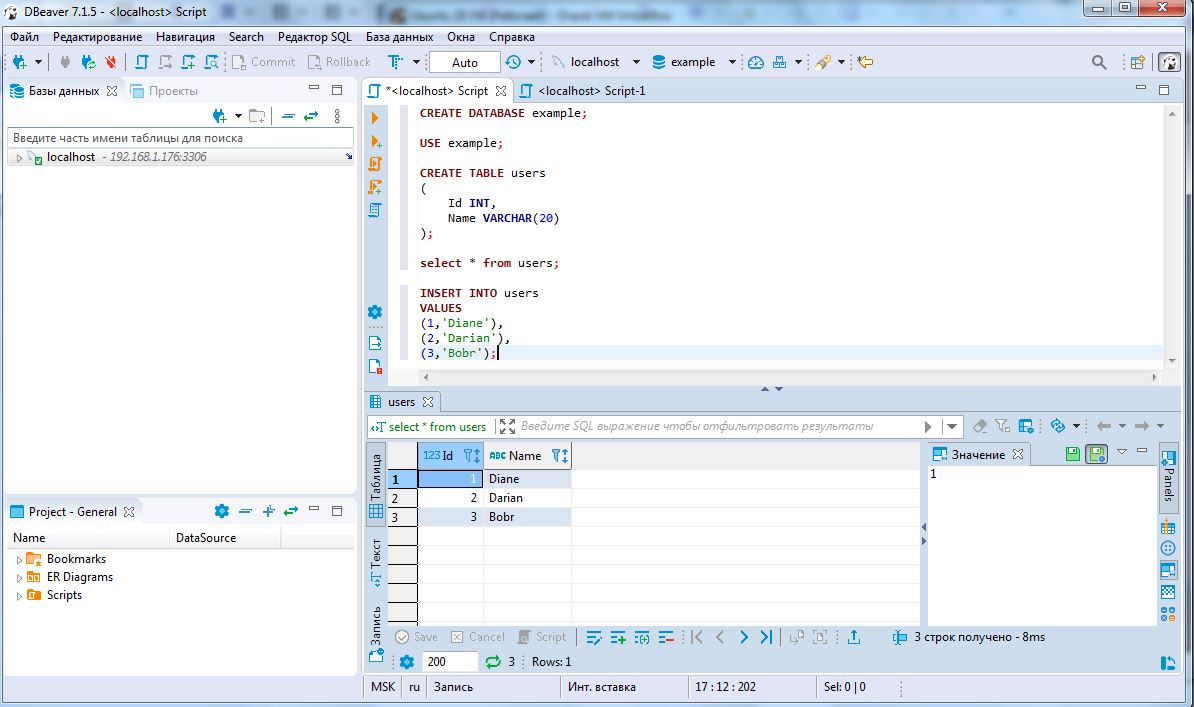 DBeaver 7.1.5 - <localhost> Script
Файл Редактирование Навигация Search Редактор SQL База данных Окна Справка
Commit Rollback Auto localhost example
Базы данных Проекты
Введите часть имени таблицы для поиска
localhost - 192.168.1.176:3306
*<localhost> Script <localhost> Script-1
CREATE DATABASE example;
USE example;
CREATE TABLE users
(
Id INT,
Name VARCHAR(20)
);
select * from users;
INSERT INTO users
VALUES
(1,'Diane'),
(2,'Darian'),
(3,'Bobr');
Project - General
Name DataSource
Bookmarks
ER Diagrams
Scripts
users
select * from users Введите SQL выражение чтобы отфильтровать результаты
Таблица
Текст
Запись
123 Id ABC Name
1 1 Diane
2 2 Darian
3 3 Bobr
Значение
1
Panels
Save Cancel Script 3 строк получено - 8ms
200 3 Rows: 1
MSK ru Запись Инт. вставка 17 : 12 : 202 Sel: 0 | 0